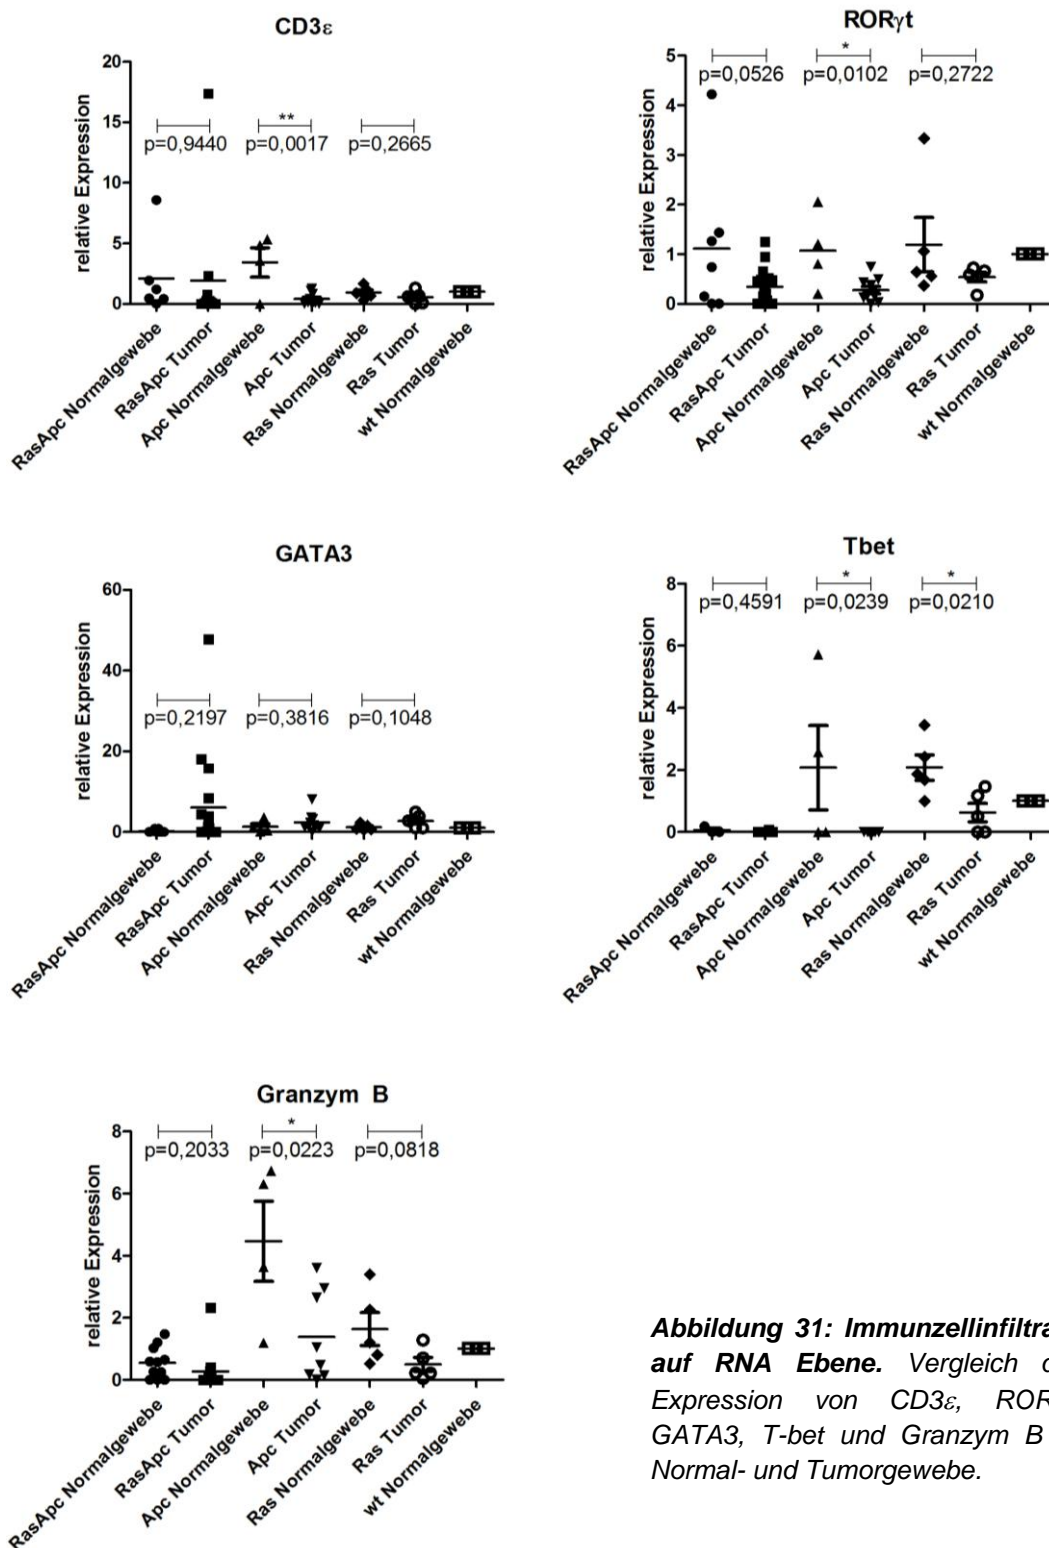 CD3ε
20
15
10
5
0
relative Expression
**
p=0,9440
p=0,0017
p=0,2665
RasApc Normalgewebe
RasApc Tumor
Apc Normalgewebe
Apc Tumor
Ras Normalgewebe
Ras Tumor
wt Normalgewebe
RORγt
5
4
3
2
1
0
relative Expression
*
p=0,0526
p=0,0102
p=0,2722
RasApc Normalgewebe
RasApc Tumor
Apc Normalgewebe
Apc Tumor
Ras Normalgewebe
Ras Tumor
wt Normalgewebe
GATA3
60
40
20
0
relative Expression
p=0,2197
p=0,3816
p=0,1048
RasApc Normalgewebe
RasApc Tumor
Apc Normalgewebe
Apc Tumor
Ras Normalgewebe
Ras Tumor
wt Normalgewebe
Tbet
8
6
4
2
0
relative Expression
*
*
p=0,4591
p=0,0239
p=0,0210
RasApc Normalgewebe
RasApc Tumor
Apc Normalgewebe
Apc Tumor
Ras Normalgewebe
Ras Tumor
wt Normalgewebe
Granzym B
8
6
4
2
0
relative Expression
*
p=0,2033
p=0,0223
p=0,0818
RasApc Normalgewebe
RasApc Tumor
Apc Normalgewebe
Apc Tumor
Ras Normalgewebe
Ras Tumor
wt Normalgewebe
Abbildung 31:
auf RNA Ebene. Vergleich
Expression von CD3ε,
GATA3, T-bet und Granzym B
Normal- und Tumorgewebe.